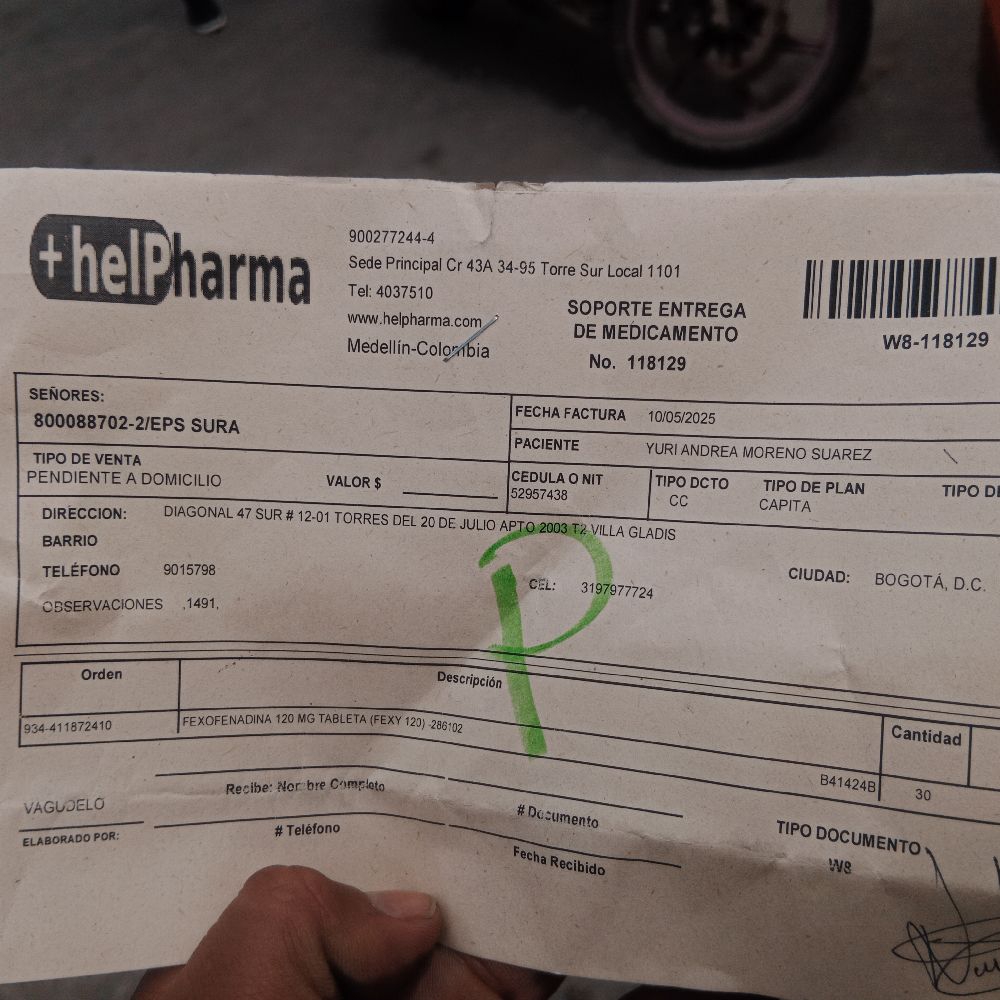 +helPharma
900277244-4
Sede Principal Cr 43A 34-95 Torre Sur Local 1101
Tel: 4037510
www.helpharma.com
Medellín-Colombia
SOPORTE ENTREGA
DE MEDICAMENTO
No. 118129
W8-118129
SEÑORES:
800088702-2/EPS SURA
FECHA FACTURA 10/05/2025
PACIENTE YURI ANDREA MORENO SUAREZ
TIPO DE VENTA
PENDIENTE A DOMICILIO
VALOR $
CEDULA O NIT
52957438
TIPO DCTO
CC
TIPO DE PLAN
CAPITA
TIPO DE
DIRECCION: DIAGONAL 47 SUR # 12-01 TORRES DEL 20 DE JULIO APTO 2003 T2 VILLA GLADIS
BARRIO
TELÉFONO 9015798
CEL: 3197977724
CIUDAD: BOGOTÁ, D.C.
OBSERVACIONES ,1491,
P
Orden Descripción Cantidad
934-411872410 FEXOFENADINA 120 MG TABLETA (FEXY 120) -286102 B41424B 30
VAGUDELO
ELABORADO POR:
Recibe: Nombre Completo
# Documento
# Teléfono
Fecha Recibido
TIPO DOCUMENTO
W8